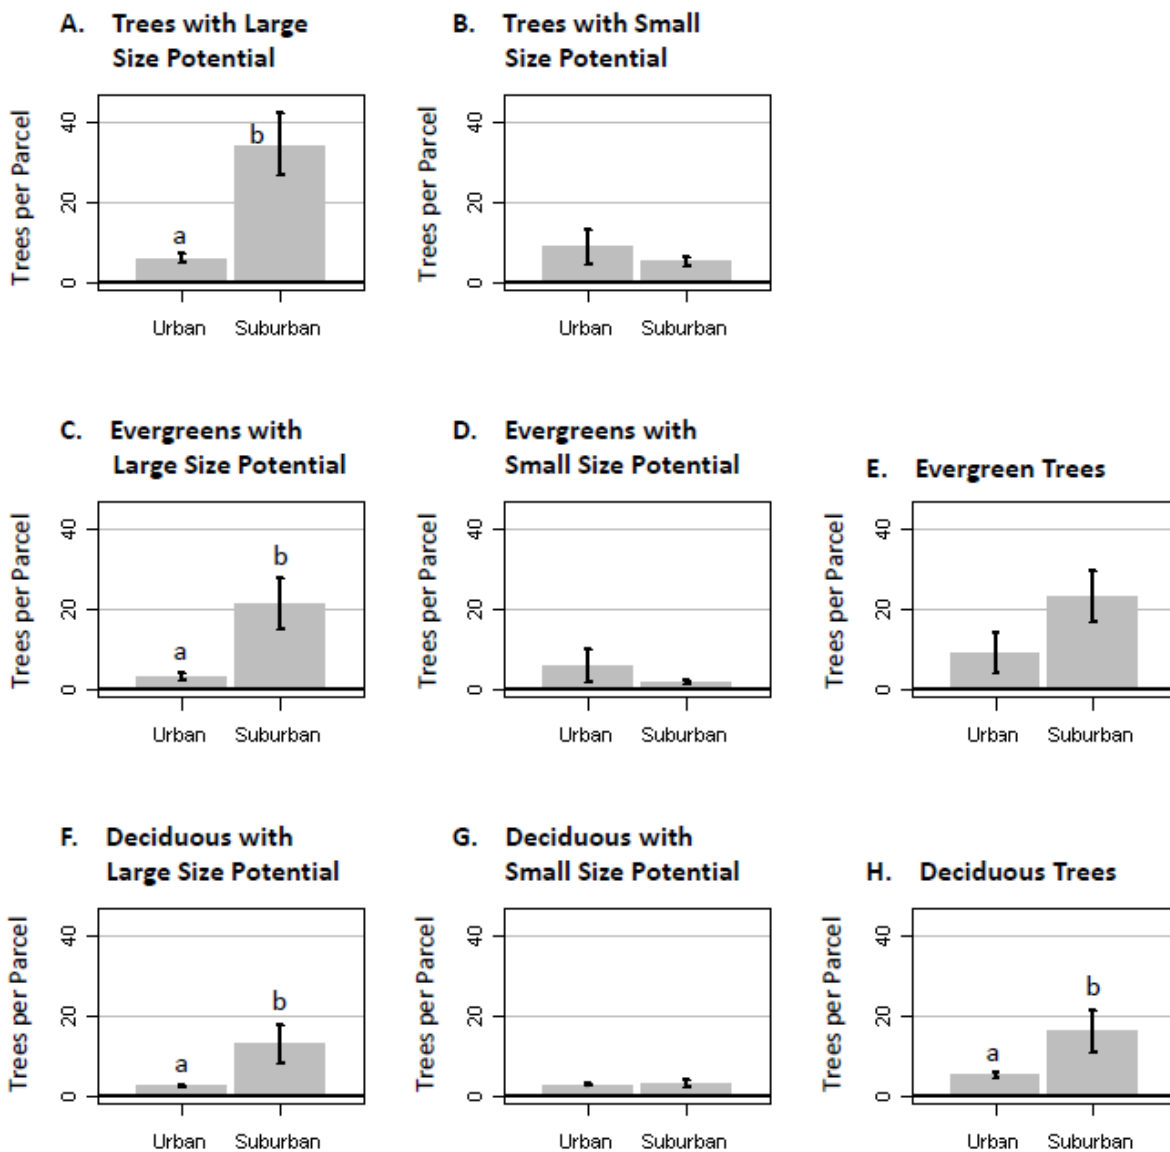 A. Trees with Large
Size Potential
Trees per Parcel
40
20
0
a
b
Urban Suburban
B. Trees with Small
Size Potential
Trees per Parcel
40
20
0
Urban Suburban
C. Evergreens with
Large Size Potential
Trees per Parcel
40
20
0
a
b
Urban Suburban
D. Evergreens with
Small Size Potential
Trees per Parcel
40
20
0
Urban Suburban
E. Evergreen Trees
Trees per Parcel
40
20
0
Urban Suburban
F. Deciduous with
Large Size Potential
Trees per Parcel
40
20
0
a
b
Urban Suburban
G. Deciduous with
Small Size Potential
Trees per Parcel
40
20
0
Urban Suburban
H. Deciduous Trees
Trees per Parcel
40
20
0
a
b
Urban Suburban